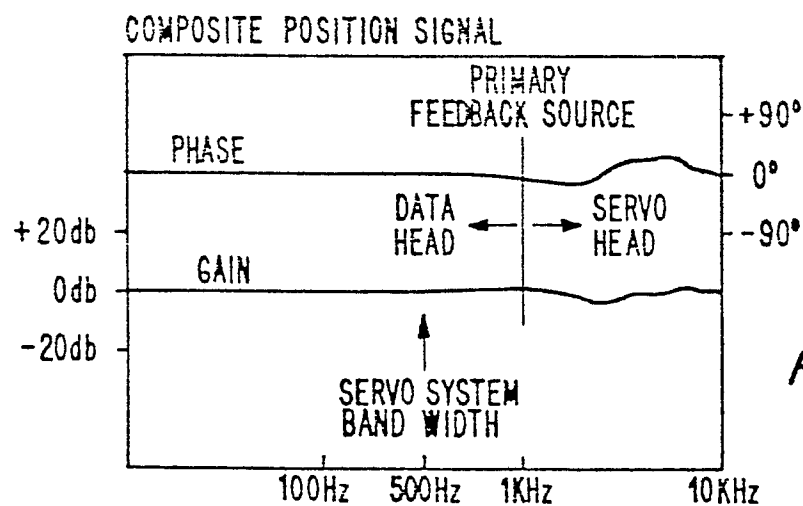 COMPOSITE POSITION SIGNAL
PRIMARY
FEEDBACK SOURCE
+90°
PHASE
0°
DATA
HEAD
SERVO
HEAD
+20db
-90°
GAIN
0db
-20db
SERVO SYSTEM
BAND WIDTH
100Hz 500Hz 1KHz 10KHz